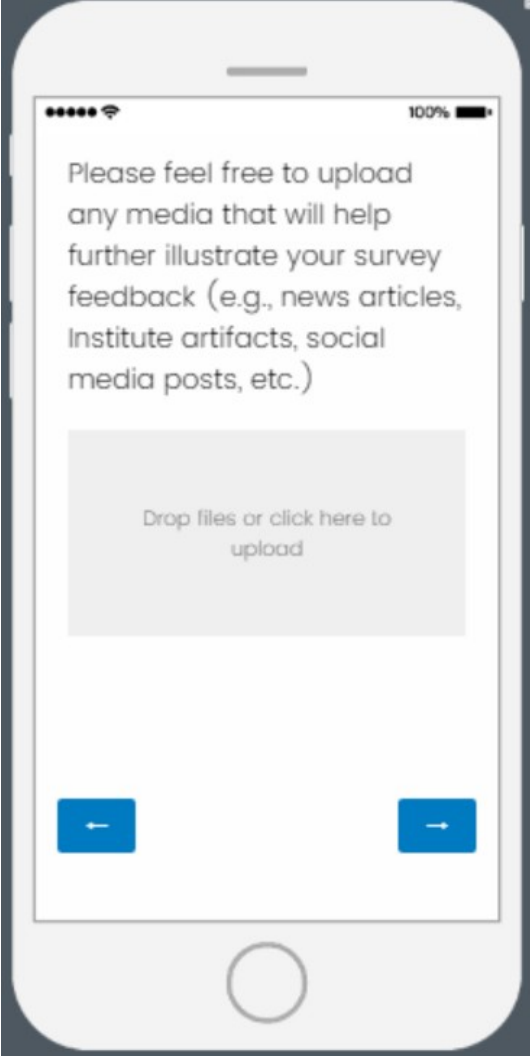 100%
Please feel free to upload
any media that will help
further illustrate your survey
feedback (e.g., news articles,
Institute artifacts, social
media posts, etc.)
Drop files or click here to
upload
←
→